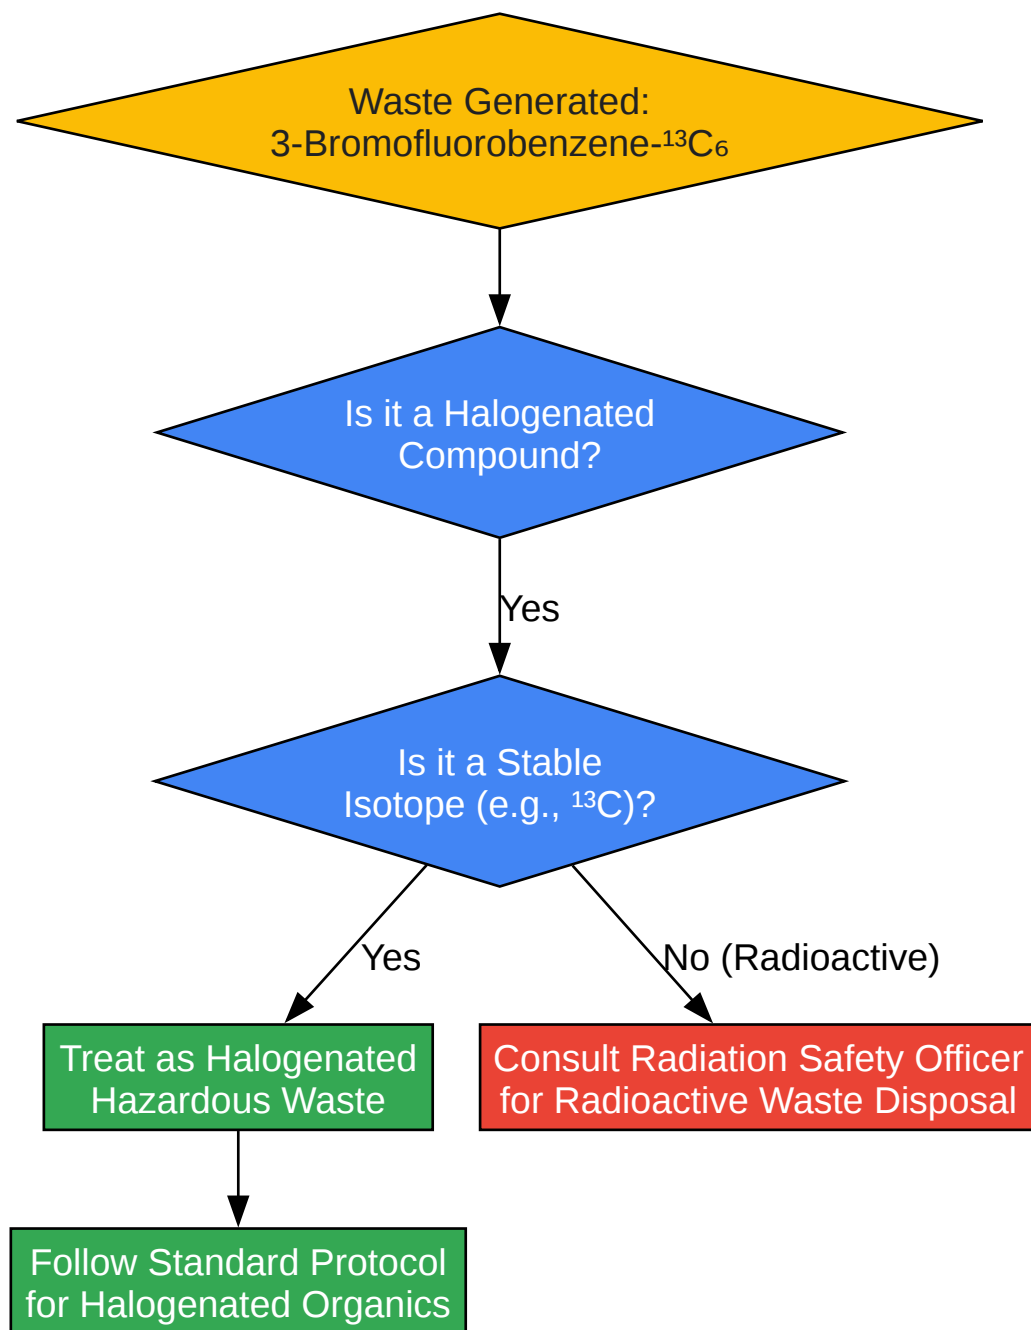 Waste Generated:
3-Bromofluorobenzene-¹³C₆
Is it a Halogenated
Compound?
Yes
Is it a Stable
Isotope (e.g., ¹³C)?
Yes
No (Radioactive)
Treat as Halogenated
Hazardous Waste
Consult Radiation Safety Officer
for Radioactive Waste Disposal
Follow Standard Protocol
for Halogenated Organics